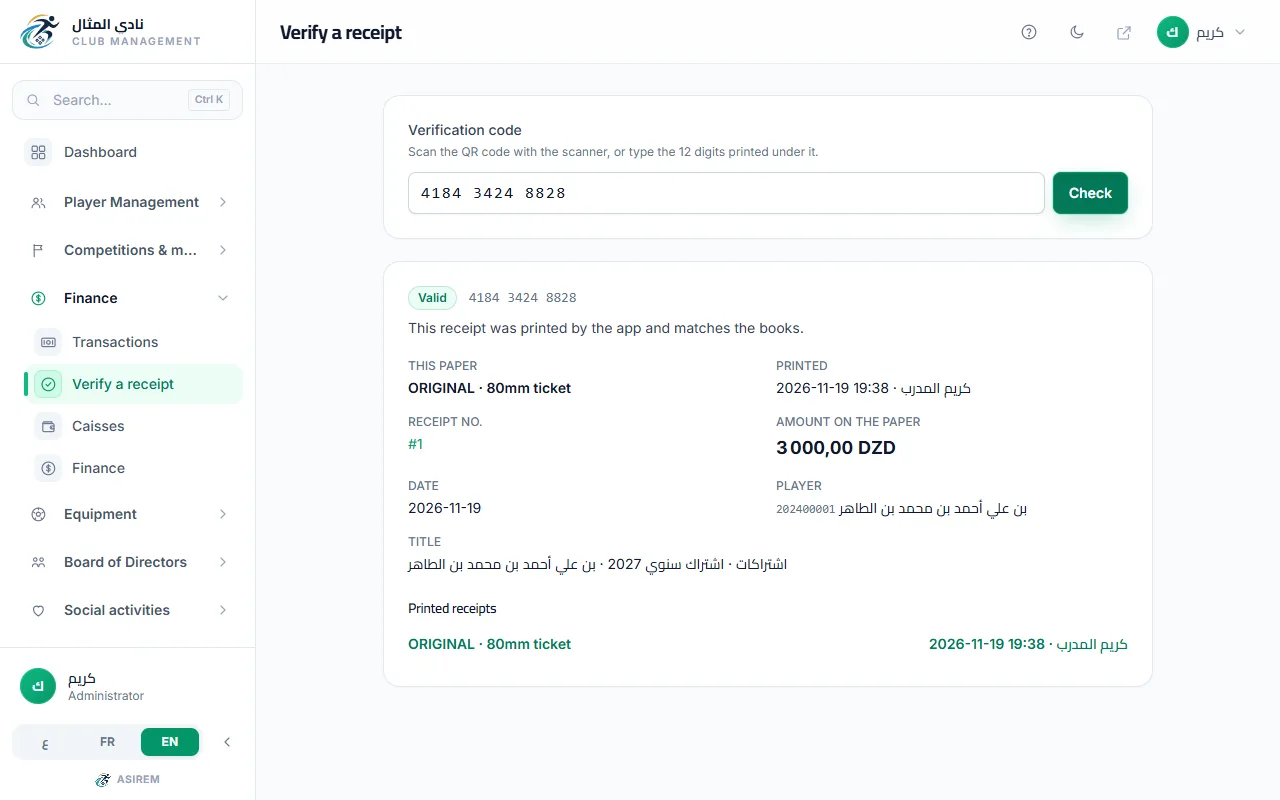 نادي المثال
CLUB MANAGEMENT
Search...
Ctrl K
Dashboard
Player Management
Competitions & m...
Finance
Transactions
Verify a receipt
Caisses
Finance
Equipment
Board of Directors
Social activities
ك
كريم
Administrator
ع
FR
EN
ASIREM
Verify a receipt
ك
كريم
Verification code
Scan the QR code with the scanner, or type the 12 digits printed under it.
4184 3424 8828
Check
Valid
4184 3424 8828
This receipt was printed by the app and matches the books.
THIS PAPER
ORIGINAL · 80mm ticket
PRINTED
2026-11-19 19:38 · كريم المدرب
RECEIPT NO.
#1
AMOUNT ON THE PAPER
3 000,00 DZD
DATE
2026-11-19
PLAYER
202400001 بن علي أحمد بن محمد بن الطاهر
TITLE
اشتراكات · اشتراك سنوي 2027 · بن علي أحمد بن محمد بن الطاهر
Printed receipts
ORIGINAL · 80mm ticket
2026-11-19 19:38 · كريم المدرب